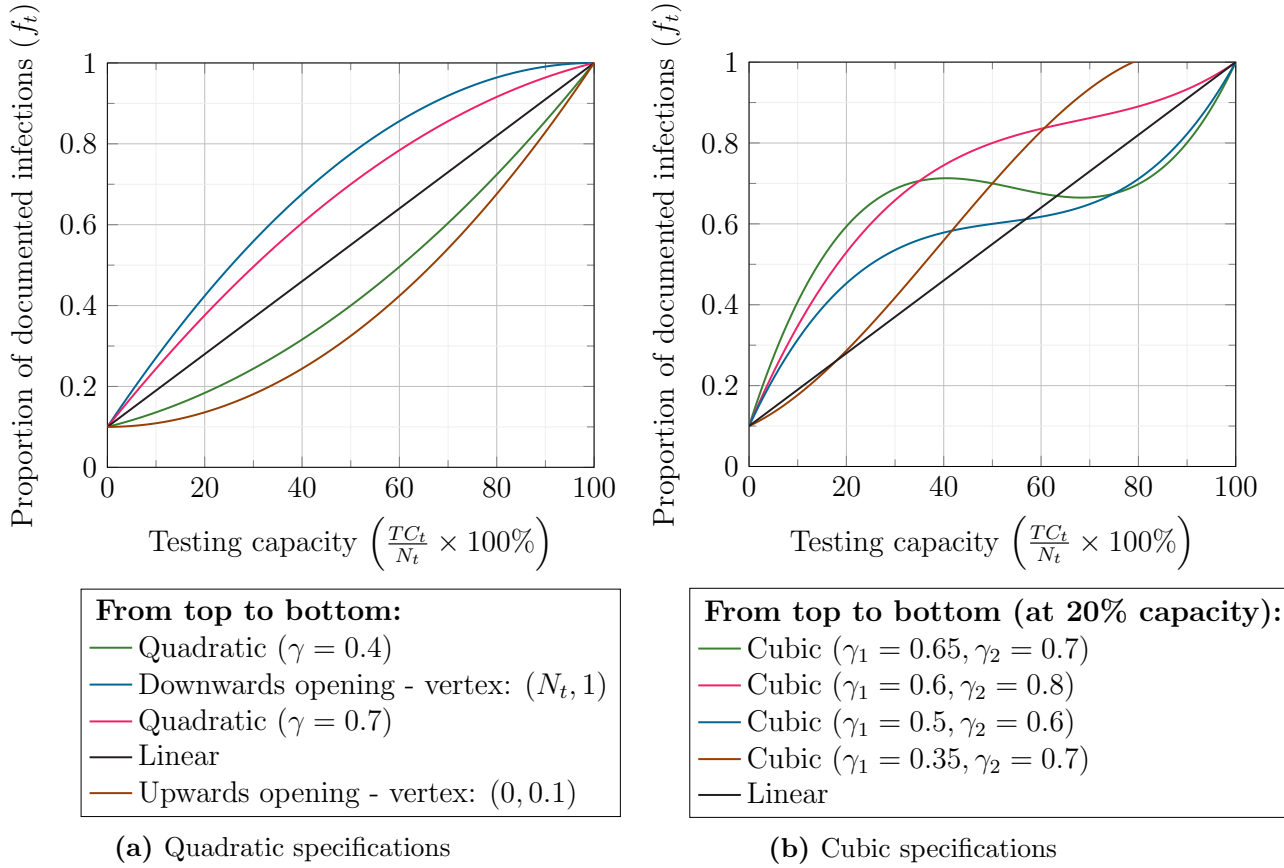 Proportion of documented infections (f_t)
1
0.8
0.6
0.4
0.2
0
0 20 40 60 80 100
Testing capacity (TC_t/N_t × 100%)
From top to bottom:
Quadratic (γ = 0.4)
Downwards opening - vertex: (N_t, 1)
Quadratic (γ = 0.7)
Linear
Upwards opening - vertex: (0, 0.1)
(a) Quadratic specifications
Proportion of documented infections (f_t)
1
0.8
0.6
0.4
0.2
0
0 20 40 60 80 100
Testing capacity (TC_t/N_t × 100%)
From top to bottom (at 20% capacity):
Cubic (γ_1 = 0.65, γ_2 = 0.7)
Cubic (γ_1 = 0.6, γ_2 = 0.8)
Cubic (γ_1 = 0.5, γ_2 = 0.6)
Cubic (γ_1 = 0.35, γ_2 = 0.7)
Linear
(b) Cubic specifications